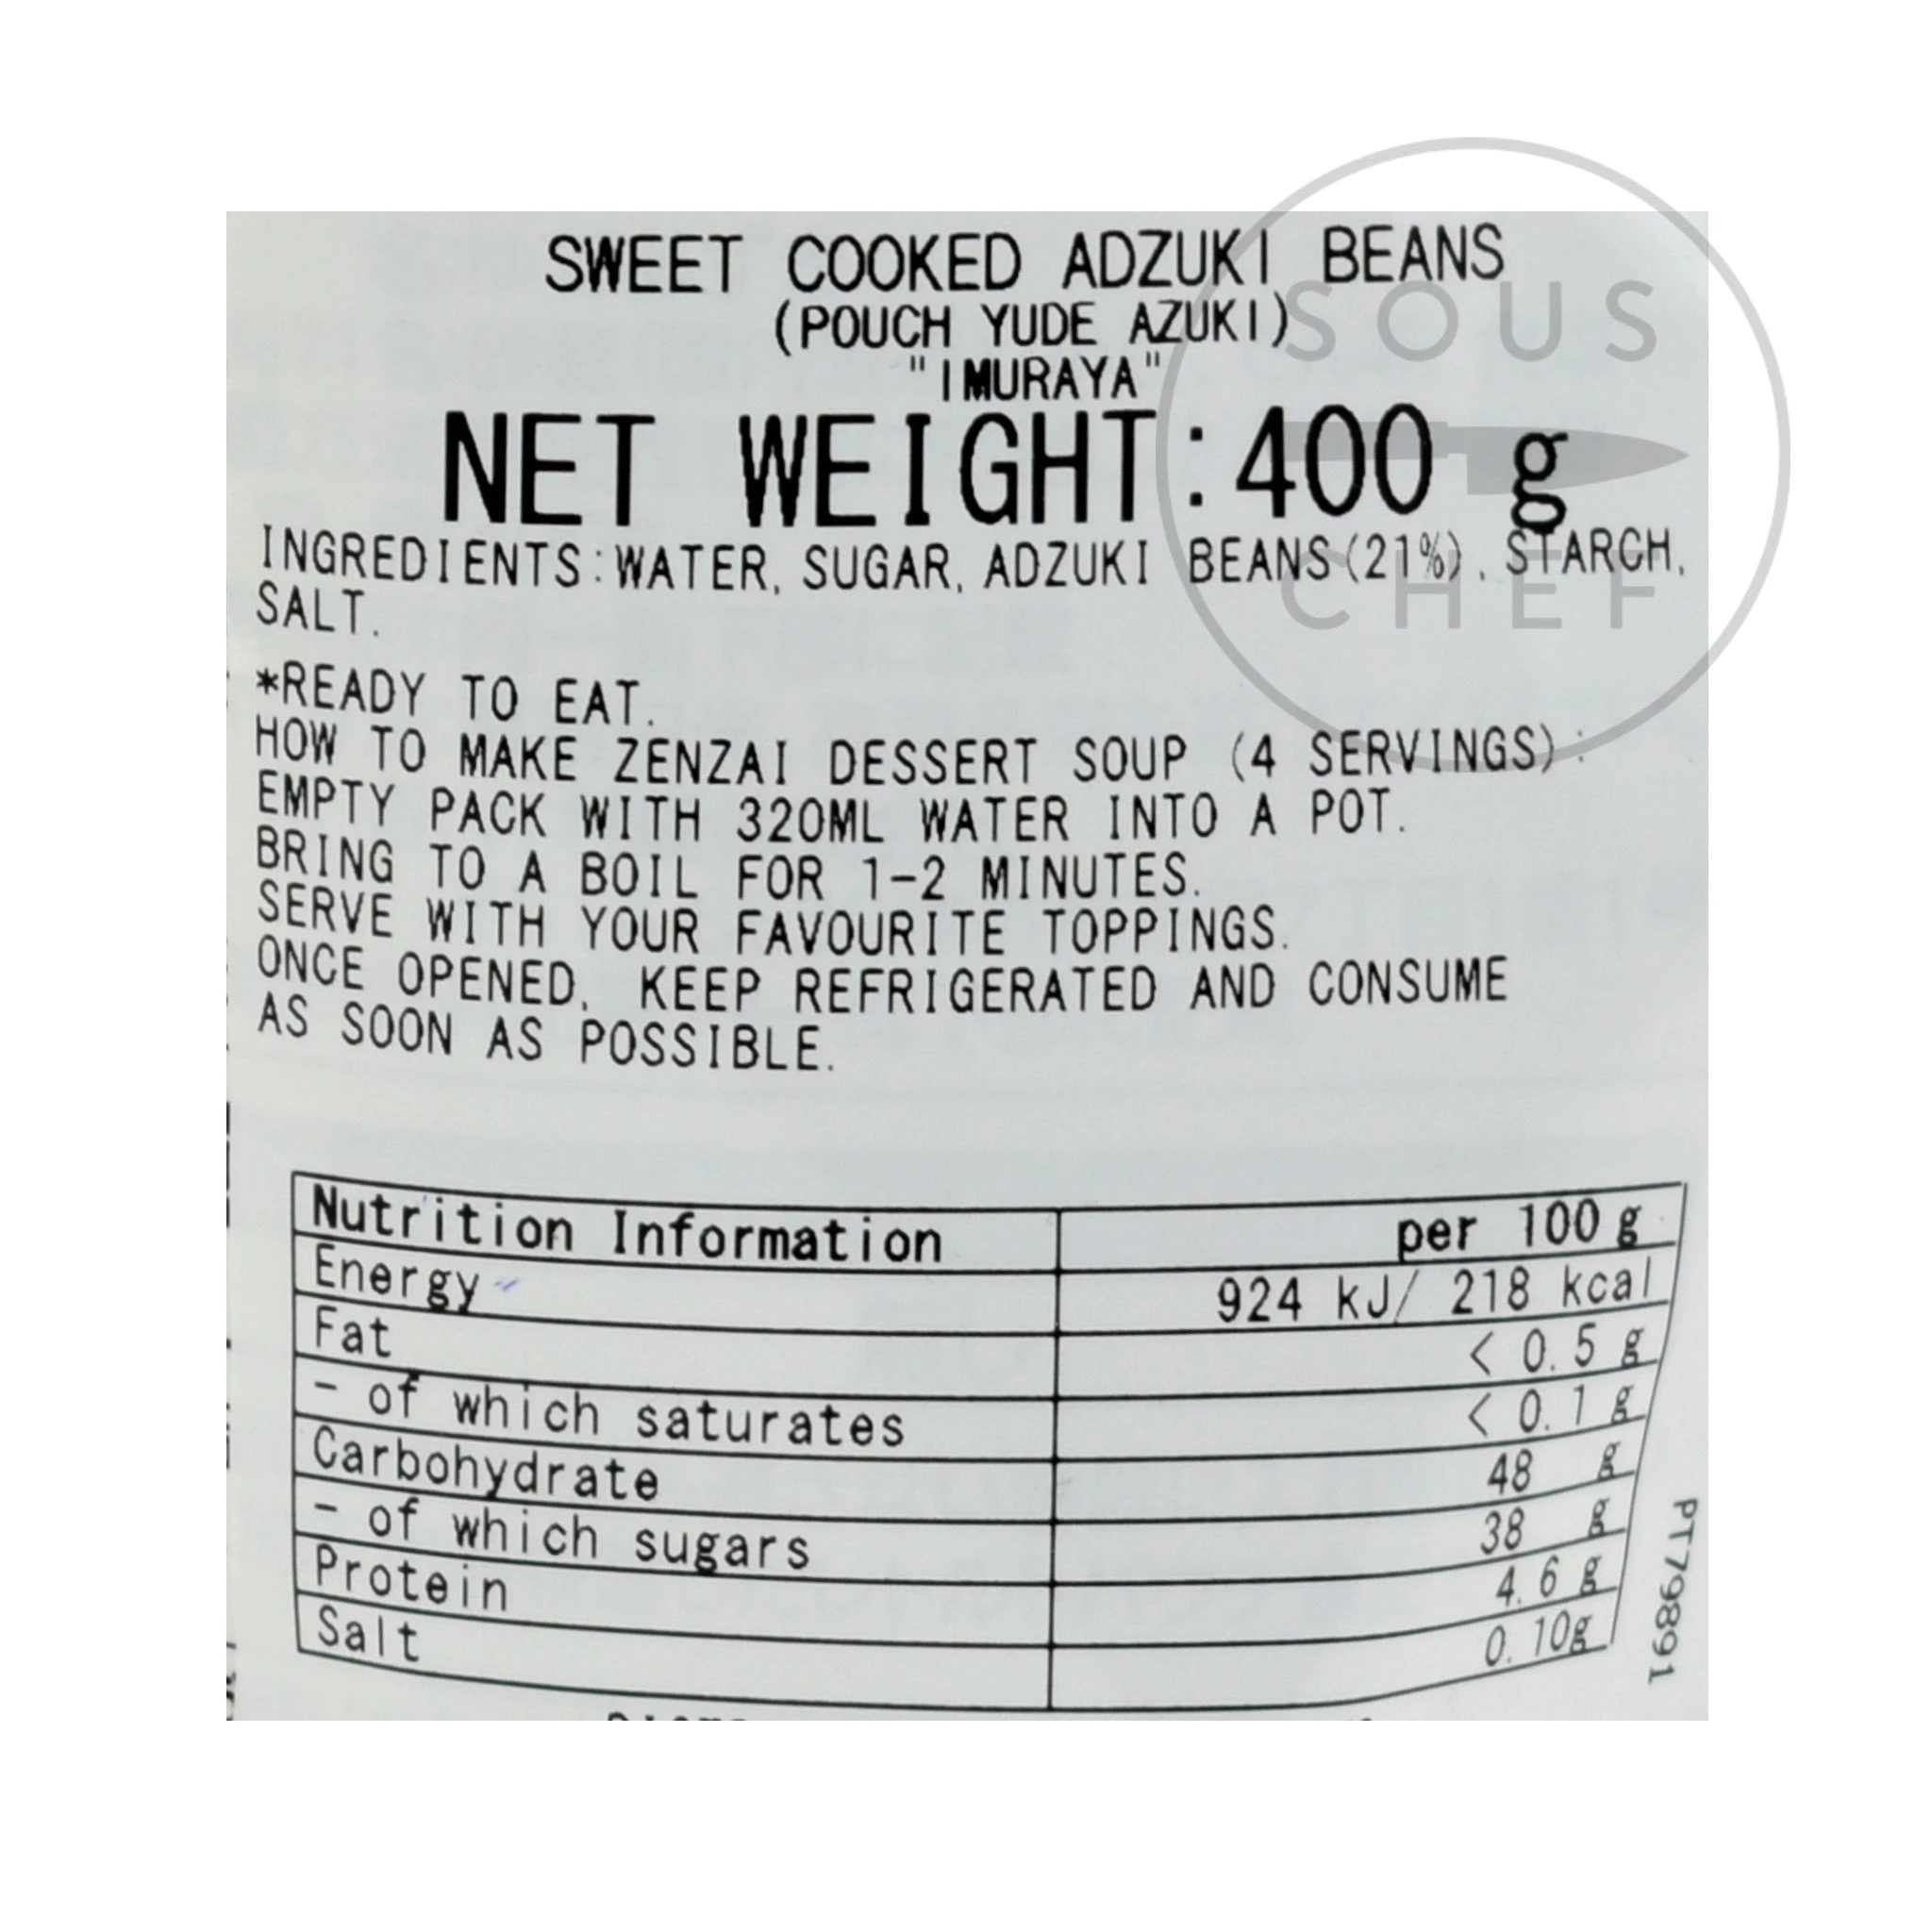 SWEET COOKED ADZUKI BEANS
(POUCH YUDE AZUKI)
"IMURAYA"
NET WEIGHT:400 g
INGREDIENTS:WATER, SUGAR, ADZUKI BEANS(21%), STARCH,
SALT.
*READY TO EAT.
HOW TO MAKE ZENZAI DESSERT SOUP (4 SERVINGS):
EMPTY PACK WITH 320ML WATER INTO A POT.
BRING TO A BOIL FOR 1-2 MINUTES.
SERVE WITH YOUR FAVOURITE TOPPINGS.
ONCE OPENED, KEEP REFRIGERATED AND CONSUME
AS SOON AS POSSIBLE.
Nutrition Information per 100 g
Energy 924 kJ/ 218 kcal
Fat < 0.5 g
- of which saturates < 0.1 g
Carbohydrate 48 g
- of which sugars 38 g
Protein 4.6 g
Salt 0.10g
PT79891
SOUS
CHEF